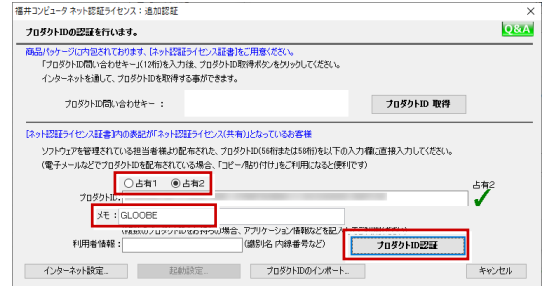 福井コンピュータ ネット認証ライセンス：追加認証
プロダクトIDの認証を行います。
Q&A
商品パッケージに内包されております、[ネット認証ライセンス証書]をご用意ください。
「プロダクトID問い合わせキー」(12桁)を入力後、プロダクトID取得ボタンをクリックしてください。
インターネットを通して、プロダクトIDを取得する事ができます。
プロダクトID問い合わせキー ：
プロダクトID 取得
[ネット認証ライセンス証書]内の表記が「ネット認証ライセンス(共有)」となっているお客様
ソフトウェアを管理されている担当者様より配布された、プロダクトID(56桁または58桁)を以下の入力欄に直接入力してください。
(電子メールなどでプロダクトIDを配布されている場合、「コピー/貼り付け」をご利用になると便利です)
占有1 占有2
占有2
プロダクトID：
メモ：GLOOBE
場合、アプリケーション情報などを記入
利用者情報：
(識別名 内線番号など)
プロダクトID認証
インターネット設定...
起動設定...
プロダクトIDのインポート...
キャンセル